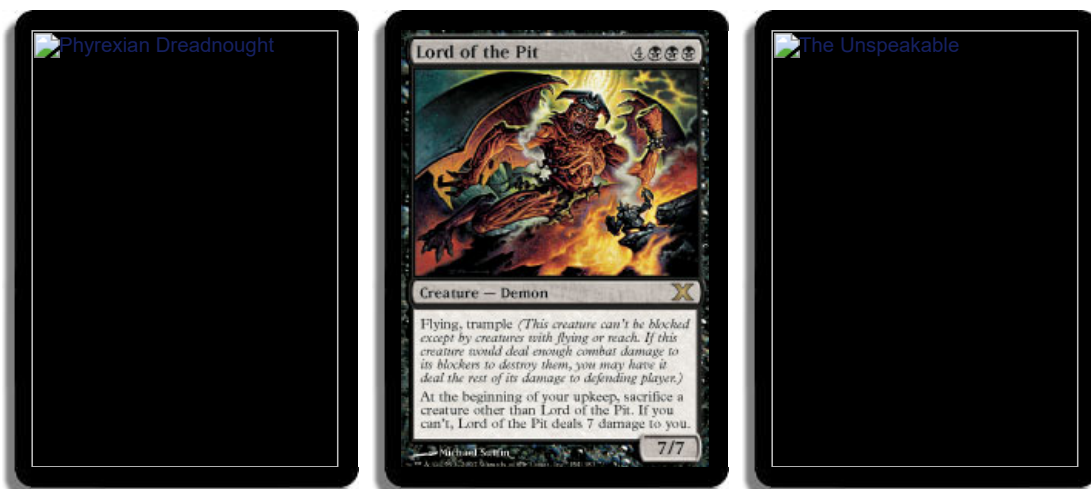 Phyrexian Dreadnought
Lord of the Pit 4
Creature — Demon
Flying, trample (This creature can't be blocked
except by creatures with flying or reach. If this
creature would deal enough combat damage to
its blockers to destroy them, you may have it
deal the rest of its damage to defending player.)
At the beginning of your upkeep, sacrifice a
creature other than Lord of the Pit. If you
can't, Lord of the Pit deals 7 damage to you.
7/7
Michael Sutfin
The Unspeakable